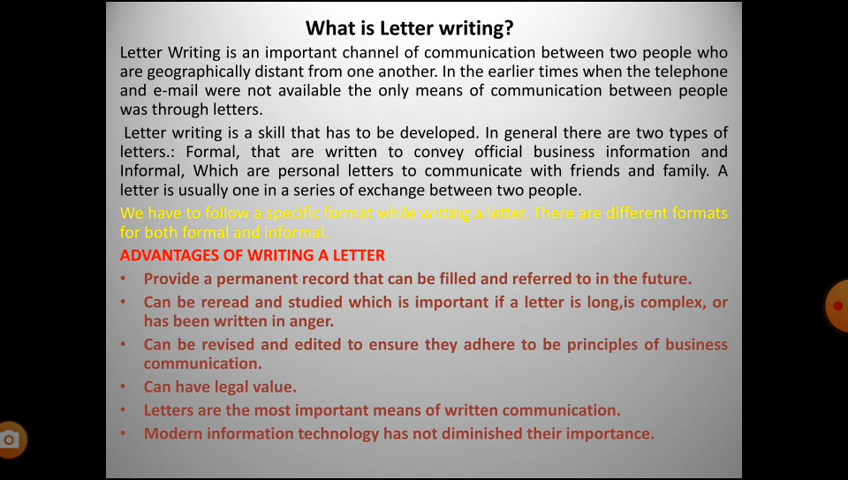 What is Letter writing?
Letter Writing is an important channel of communication between two people who
are geographically distant from one another. In the earlier times when the telephone
and e-mail were not available the only means of communication between people
was through letters.
Letter writing is a skill that has to be developed. In general there are two types of
letters.: Formal, that are written to convey official business information and
Informal, Which are personal letters to communicate with friends and family. A
letter is usually one in a series of exchange between two people.
We have to follow a specific format while writing a letter. There are different formats
for both formal and informal.
ADVANTAGES OF WRITING A LETTER
• Provide a permanent record that can be filled and referred to in the future.
• Can be reread and studied which is important if a letter is long,is complex, or
has been written in anger.
• Can be revised and edited to ensure they adhere to be principles of business
communication.
• Can have legal value.
• Letters are the most important means of written communication.
• Modern information technology has not diminished their importance.